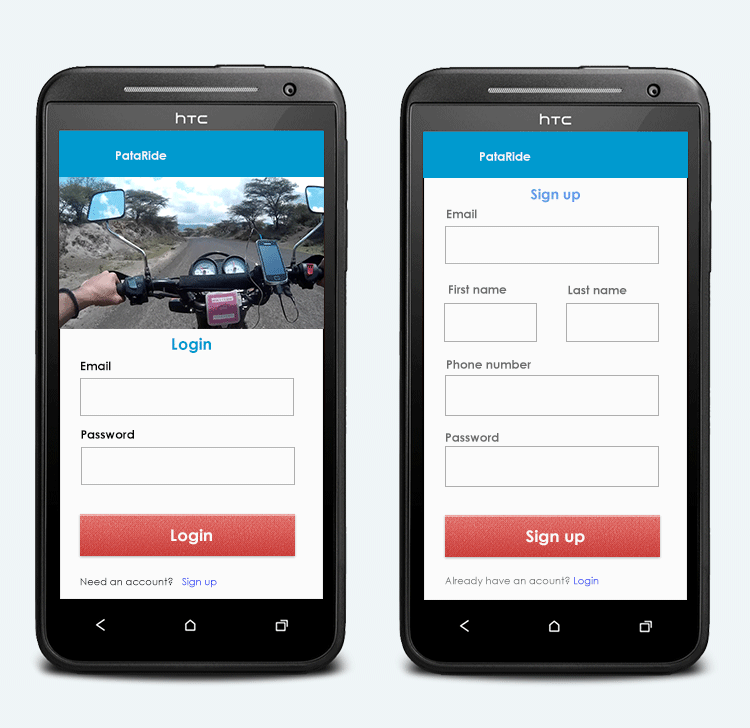 hTC
PataRide
Login
Email
Password
Login
Need an account? Sign up
hTC
PataRide
Sign up
Email
First name Last name
Phone number
Password
Sign up
Already have an acount? Login